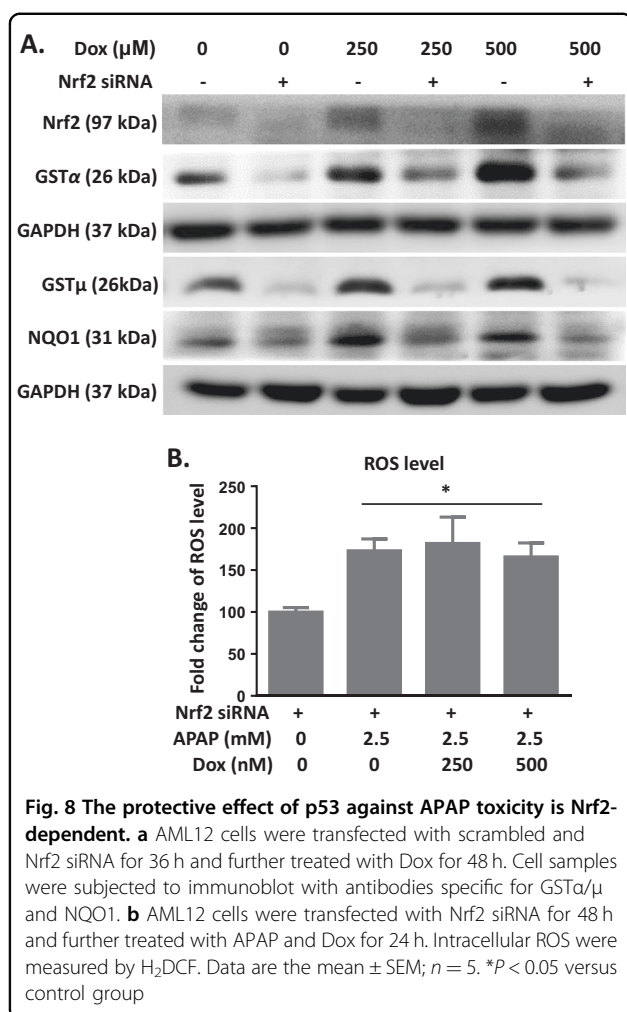 A.
Dox (µM) 0 0 250 250 500 500
Nrf2 siRNA - + - + - +
Nrf2 (97 kDa)
GSTα (26 kDa)
GAPDH (37 kDa)
GSTµ (26kDa)
NQO1 (31 kDa)
GAPDH (37 kDa)
B.
ROS level
*
Fold change of ROS level
250
200
150
100
50
0
Nrf2 siRNA + + + +
APAP (mM) 0 2.5 2.5 2.5
Dox (nM) 0 0 250 500
Fig. 8 The protective effect of p53 against APAP toxicity is Nrf2-
dependent. a AML12 cells were transfected with scrambled and
Nrf2 siRNA for 36 h and further treated with Dox for 48 h. Cell samples
were subjected to immunoblot with antibodies specific for GSTα/µ
and NQO1. b AML12 cells were transfected with Nrf2 siRNA for 48 h
and further treated with APAP and Dox for 24 h. Intracellular ROS were
measured by H₂DCF. Data are the mean ± SEM; n = 5. *P < 0.05 versus
control group